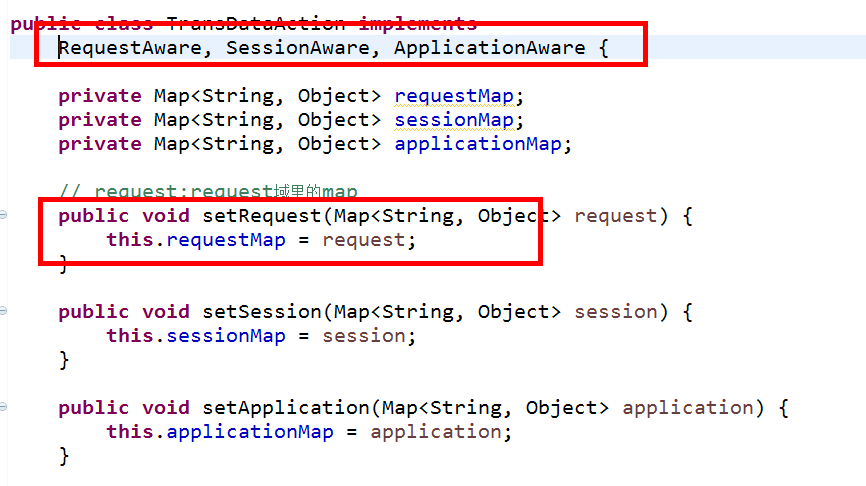 public class TransDataAction implements
RequestAware, SessionAware, ApplicationAware {
private Map<String, Object> requestMap;
private Map<String, Object> sessionMap;
private Map<String, Object> applicationMap;
// request:request域里的map
public void setRequest(Map<String, Object> request) {
this.requestMap = request;
}
public void setSession(Map<String, Object> session) {
this.sessionMap = session;
}
public void setApplication(Map<String, Object> application) {
this.applicationMap = application;
}